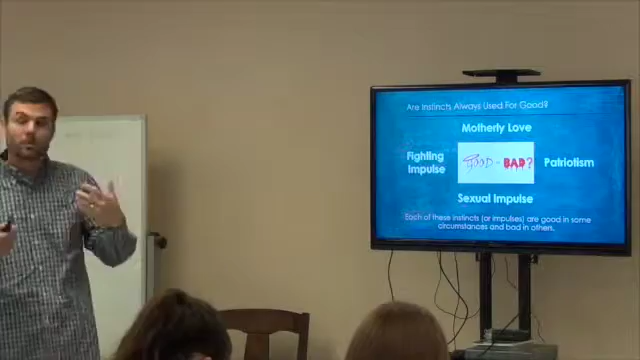 Are Instincts Always Used For Good?
Motherly Love
Fighting
Impulse
GOOD or BAD?
Patriotism
Sexual Impulse
Each of these instincts (or impulses) are good in some
circumstances and bad in others.